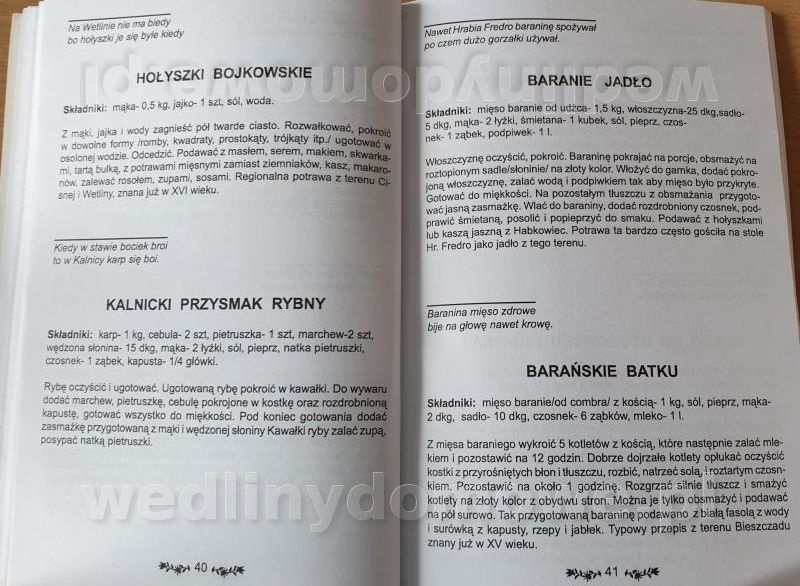 Na Wetlinie nie ma biedy
bo hołyszki je się byle kiedy
HOŁYSZKI BOJKOWSKIE
Składniki: mąka- 0,5 kg, jajko- 1 szt, sól, woda.
Z mąki, jajka i wody zagnieść pół twarde ciasto. Rozwałkować, pokroić
w dowolne formy /romby, kwadraty, prostokąty, trójkąty itp./ ugotować w
osolonej wodzie. Odcedzić. Podawać z masłem, serem, makiem, skwarka-
mi, tartą bułką, z potrawami mięsnymi zamiast ziemniaków, kasz, makaro-
nów, zalewać rosołem, zupami, sosami. Regionalna potrawa z terenu Ci-
snej i Wetliny, znana już w XVI wieku.
Kiedy w stawie bociek broi
to w Kalnicy karp się boi.
KALNICKI PRZYSMAK RYBNY
Składniki: karp- 1 kg, cebula- 2 szt, pietruszka- 1 szt, marchew-2 szt,
wędzona słonina- 15 dkg, mąka- 2 łyżki, sól, pieprz, natka pietruszki,
czosnek- 1 ząbek, kapusta- 1/4 główki.
Rybę oczyścić i ugotować. Ugotowaną rybę pokroić w kawałki. Do wywaru
dodać marchew, pietruszkę, cebulę pokrojone w kostkę oraz rozdrobnioną
kapustę, gotować wszystko do miękkości. Pod koniec gotowania dodać
zasmażkę przygotowaną z mąki i wędzonej słoniny Kawałki ryby zalać zupą,
posypać natką pietruszki.
40
Nawet Hrabia Fredro baraninę spożywał
po czem dużo gorzałki używał.
BARANIE JADŁO
Składniki: mięso baranie od udźca- 1,5 kg, włoszczyzna-25 dkg,sadło-
5 dkg, mąka- 2 łyżki, śmietana- 1 kubek, sól, pieprz, czos-
nek- 1 ząbek, podpiwek- 1 l.
Włoszczyznę oczyścić, pokroić. Baraninę pokrajać na porcje, obsmażyć na
roztopionym sadle/słoninie/ na złoty kolor. Włożyć do garnka, dodać pokro-
joną włoszczyznę, zalać wodą i podpiwkiem tak aby mięso było przykryte.
Gotować do miękkości. Na pozostałym tłuszczu z obsmażania przygoto-
wać jasną zasmażkę. Wlać do baraniny, dodać rozdrobniony czosnek, pod-
prawić śmietaną, posolić i popieprzyć do smaku. Podawać z hołyszkami
lub kaszą jaszną z Habkowiec. Potrawa ta bardzo często gościła na stole
Hr. Fredro jako jadło z tego terenu.
Baranina mięso zdrowe
bije na głowę nawet krowę.
BARAŃSKIE BATKU
Składniki: mięso baranie/od combra/ z kością- 1 kg, sól, pieprz, mąka-
2 dkg, sadło- 10 dkg, czosnek- 6 ząbków, mleko- 1 l.
Z mięsa baraniego wykroić 5 kotletów z kością, które następnie zalać mle-
kiem i pozostawić na 12 godzin. Dobrze dojrzałe kotlety opłukać oczyścić
kostki z przyrośniętych błon i tłuszczu, rozbić, natrzeć solą, i roztartym czosn-
kiem. Pozostawić na około 1 godzinę. Rozgrzać silnie tłuszcz i smażyć
kotlety na złoty kolor z obydwu stron. Można je tylko obsmażyć i podawać
na pół surowo. Tak przygotowaną baraninę podawano z białą fasolą z wody
i surówką z kapusty, rzepy i jabłek. Typowy przepis z terenu Bieszczadu
znany już w XV wieku.
41